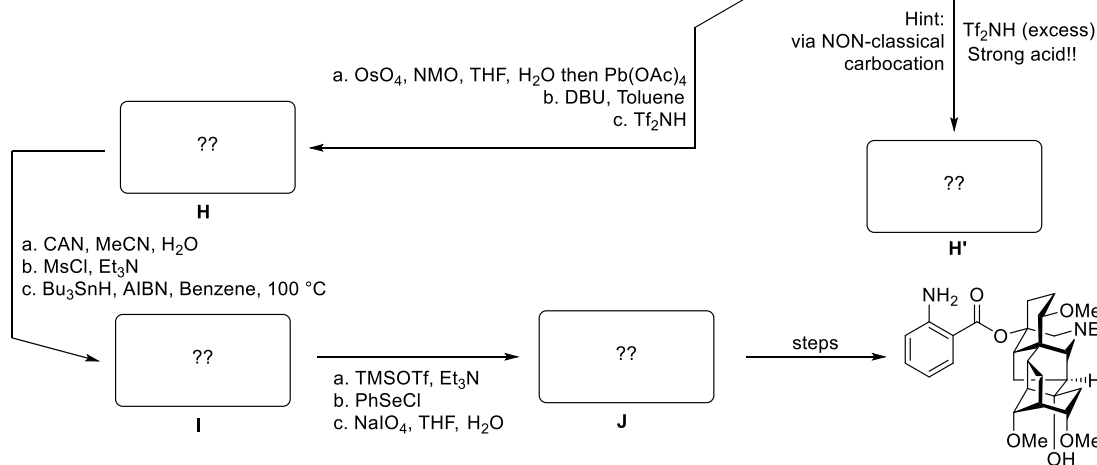 Hint:
via NON-classical
carbocation
Tf2NH (excess)
Strong acid!!
a. OsO4, NMO, THF, H2O then Pb(OAc)4
b. DBU, Toluene
c. Tf2NH
??
H
??
H'
a. CAN, MeCN, H2O
b. MsCl, Et3N
c. Bu3SnH, AIBN, Benzene, 100 °C
??
I
a. TMSOTf, Et3N
b. PhSeCl
c. NaIO4, THF, H2O
??
J
steps
NH2
O
O
OMe
NE
H
OMe
OMe
OH